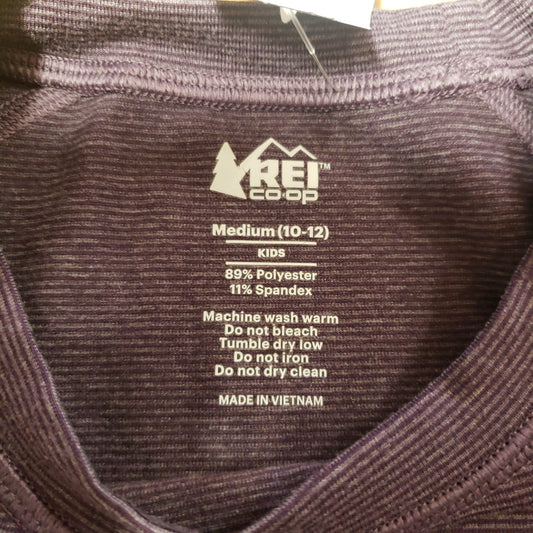 REI™
CO·OP
Medium (10-12)
KIDS
89% Polyester
11% Spandex
Machine wash warm
Do not bleach
Tumble dry low
Do not iron
Do not dry clean
MADE IN VIETNAM